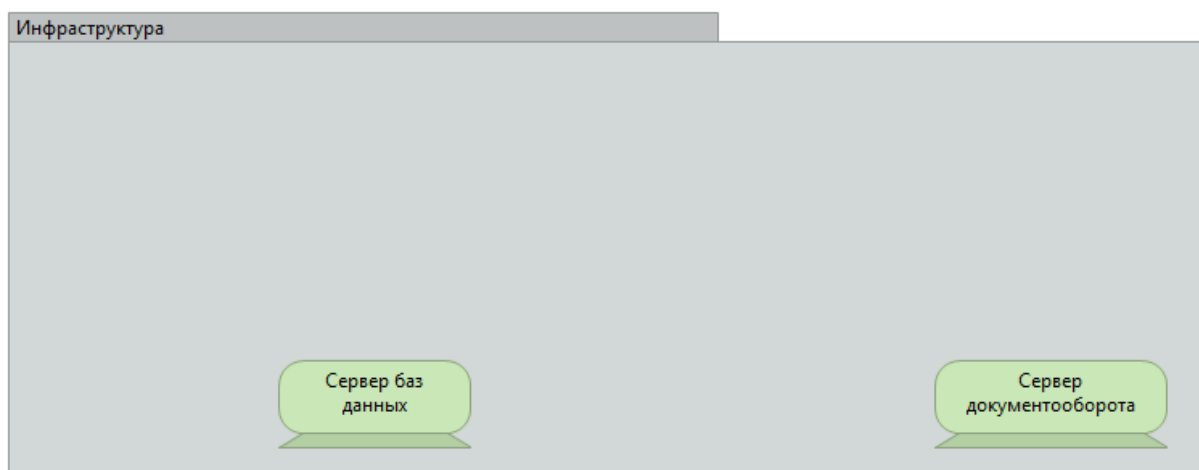 Инфраструктура
Сервер баз
данных
Сервер
документооборота